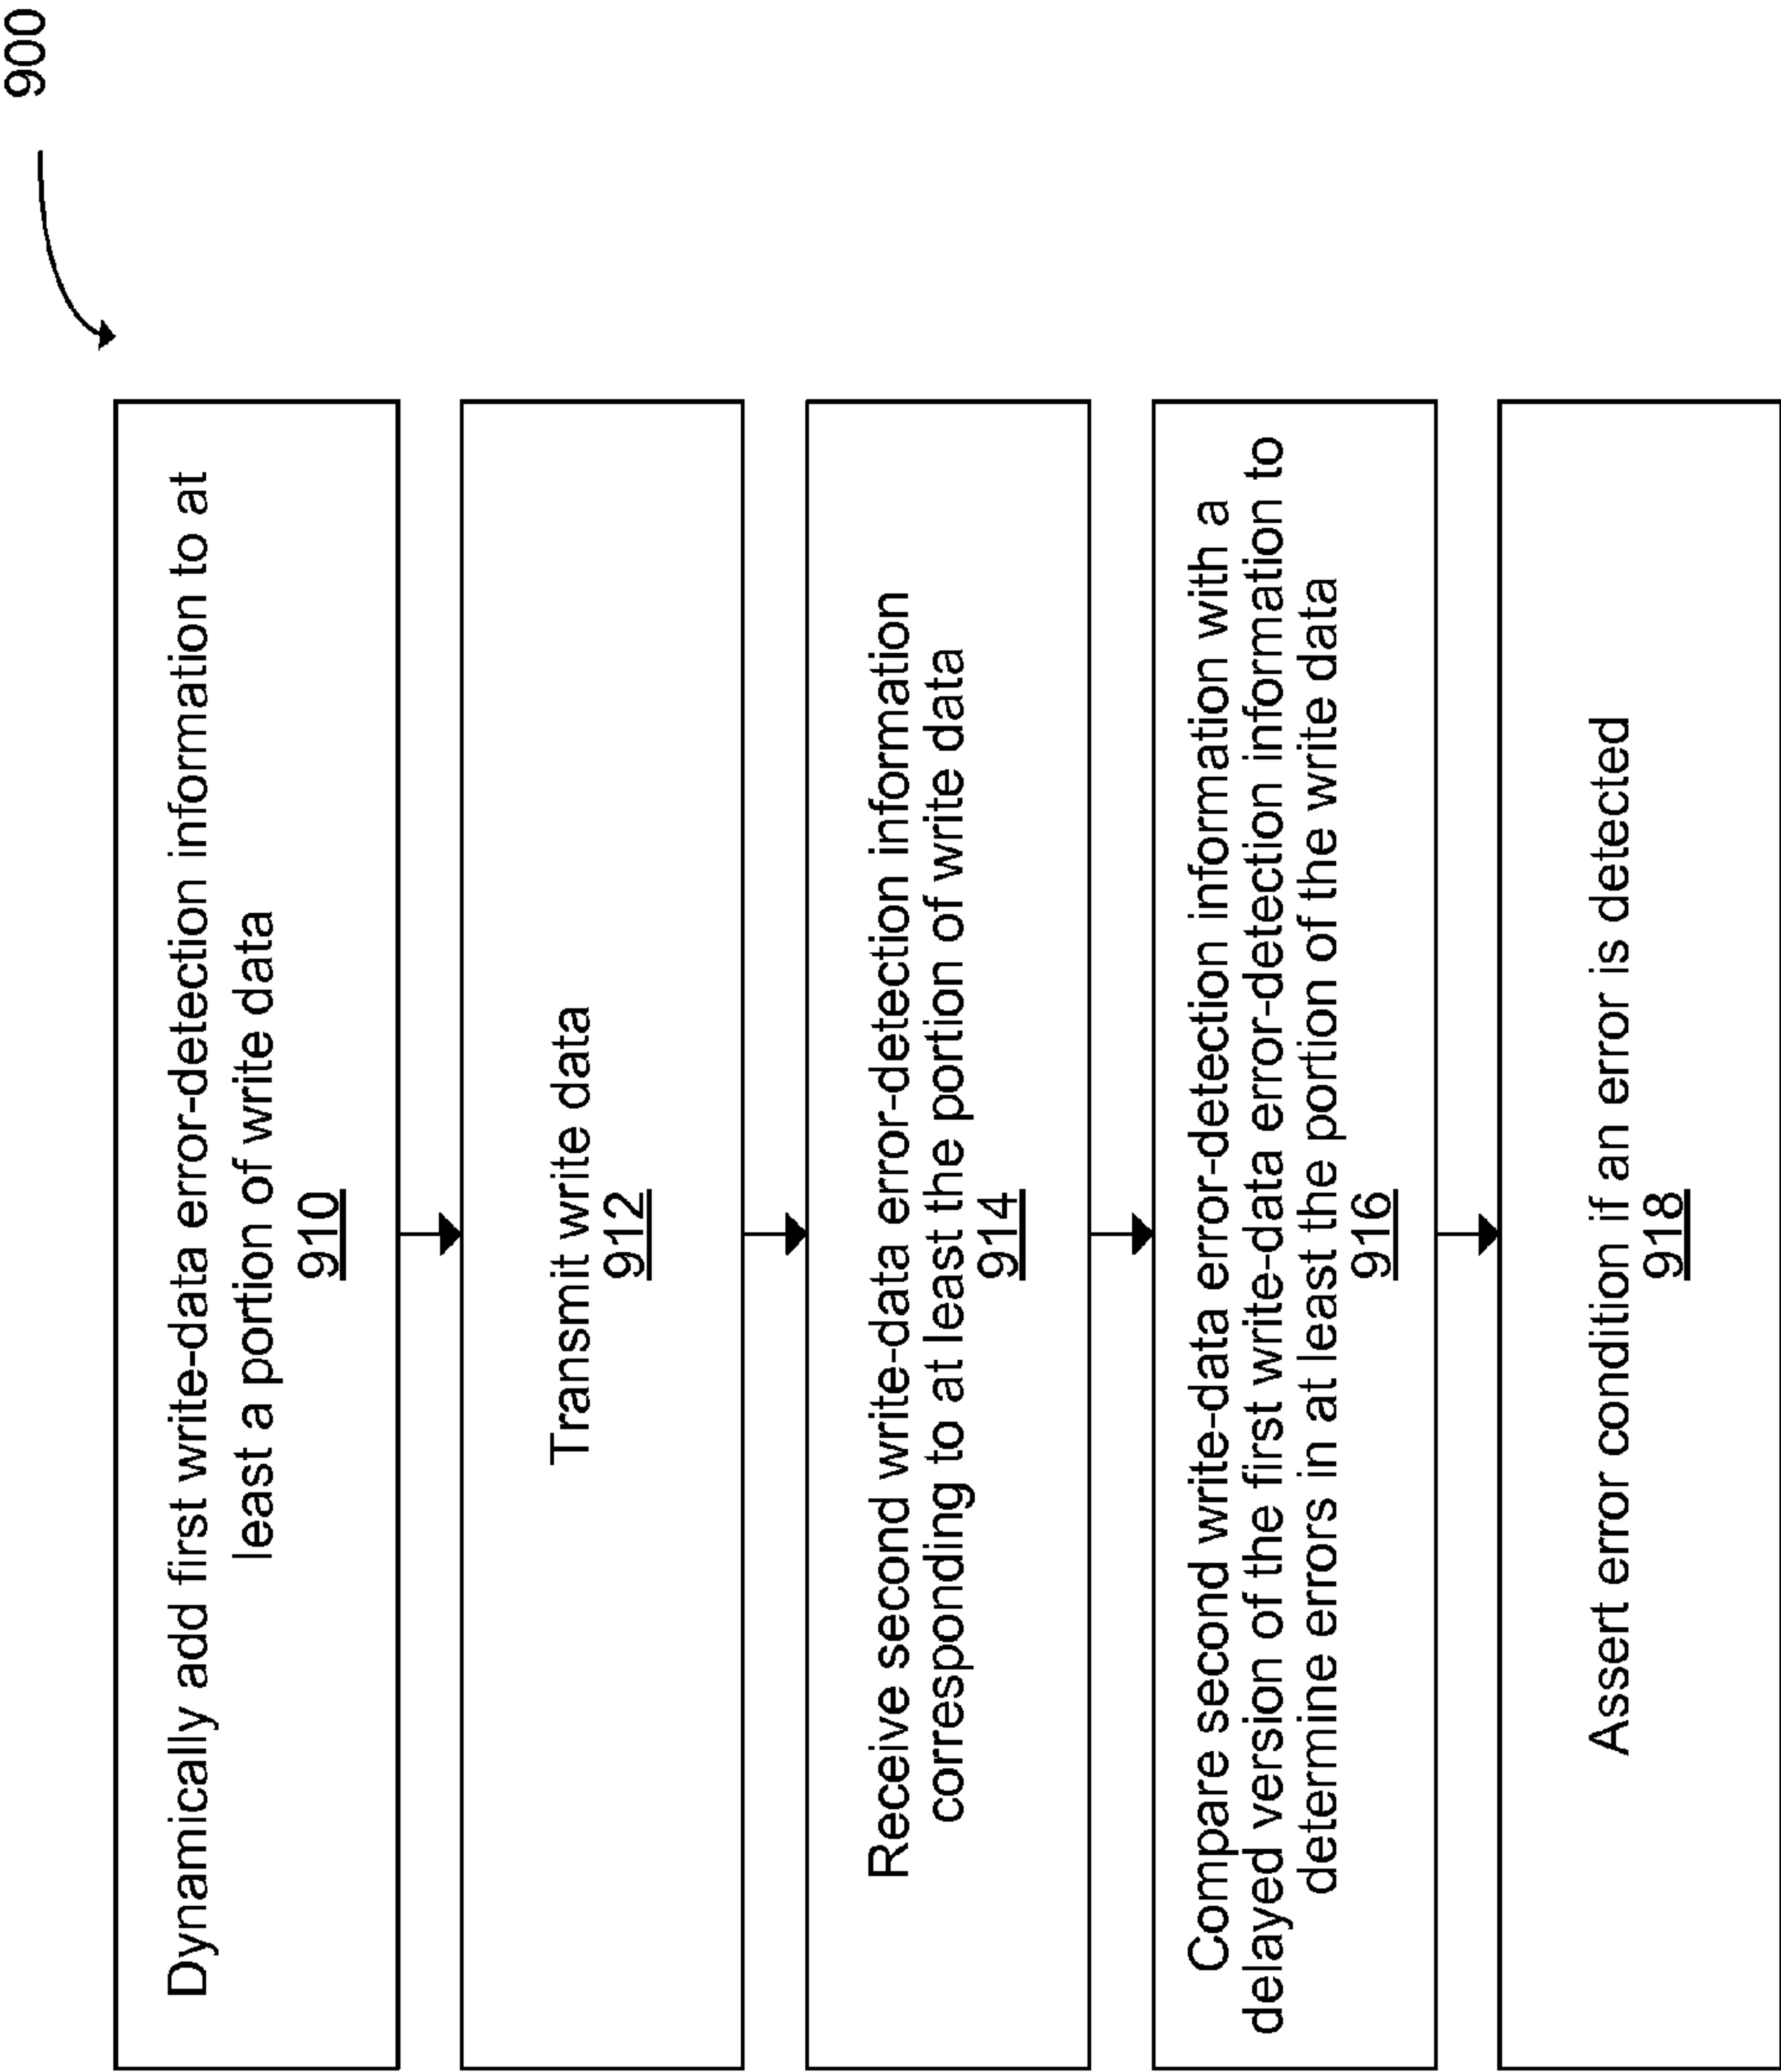 900
Dynamically add first write-data error-detection information to at
least a portion of write data
910
Transmit write data
912
Receive second write-data error-detection information
corresponding to at least the portion of write data
914
Compare second write-data error-detection information with a
delayed version of the first write-data error-detection information to
determine errors in at least the portion of the write data
916
Assert error condition if an error is detected
918